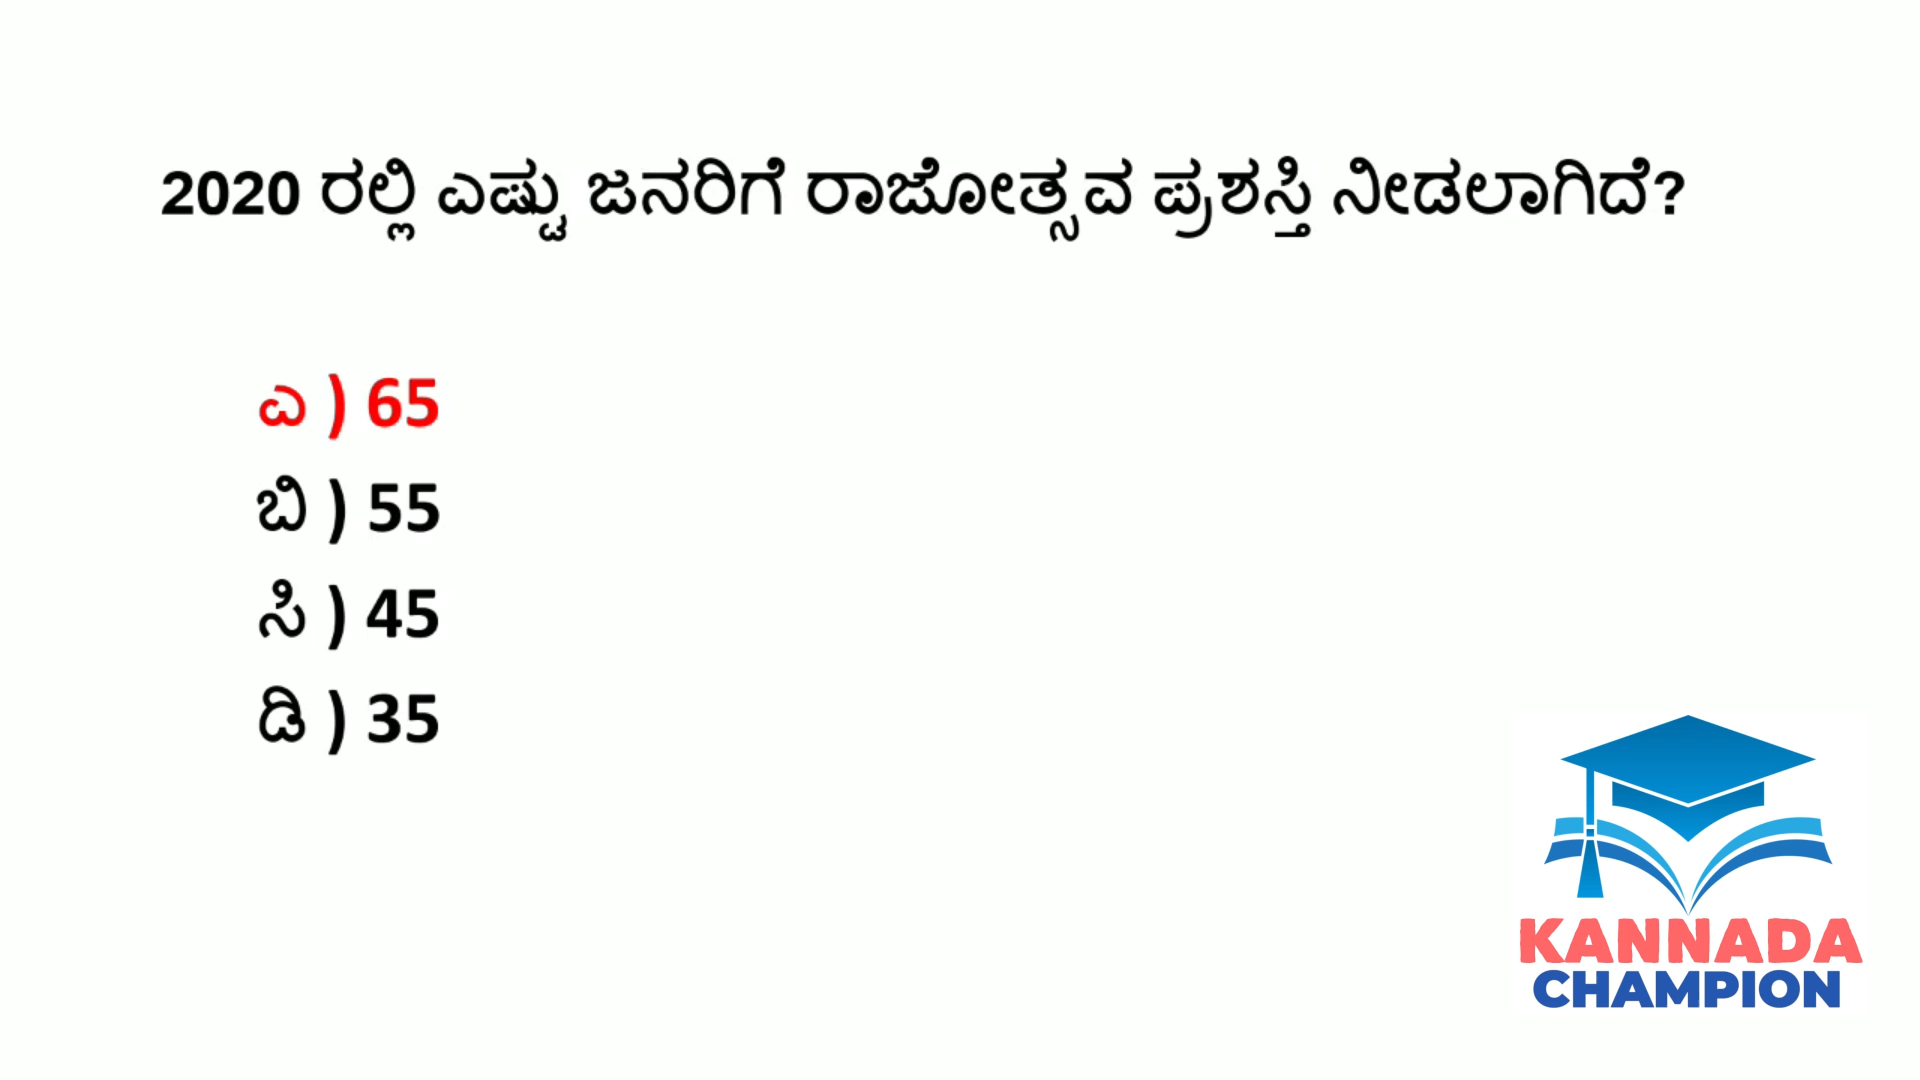 2020 ರಲ್ಲಿ ಎಷ್ಟು ಜನರಿಗೆ ರಾಜೋತ್ಸವ ಪ್ರಶಸ್ತಿ ನೀಡಲಾಗಿದೆ?
ಎ ) 65
ಬಿ ) 55
ಸಿ ) 45
ಡಿ ) 35
KANNADA
CHAMPION